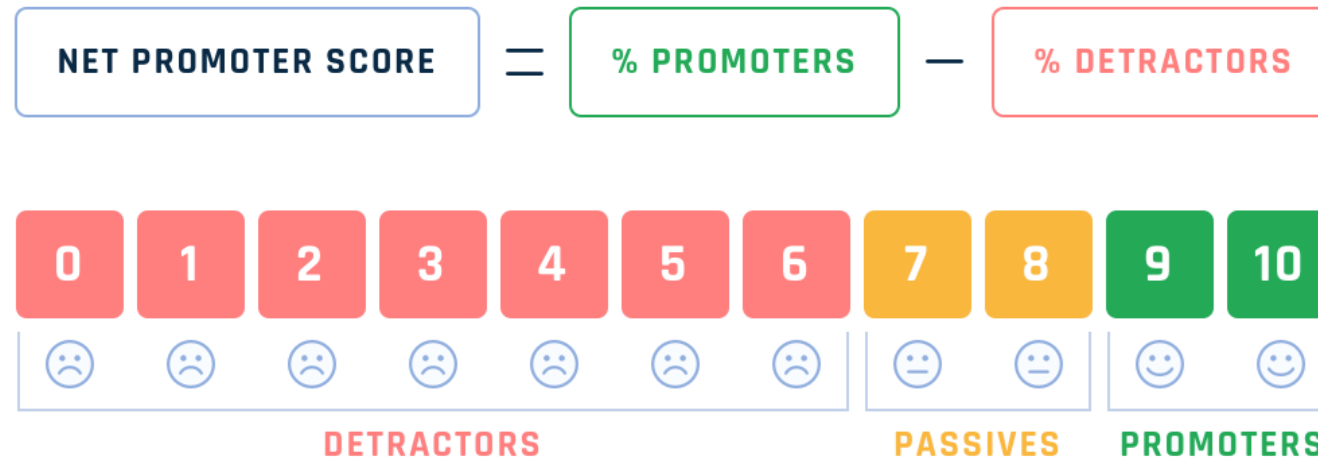 NET PROMOTER SCORE = % PROMOTERS — % DETRACTORS
0 1 2 3 4 5 6 7 8 9 10
DETRACTORS PASSIVES PROMOTERS